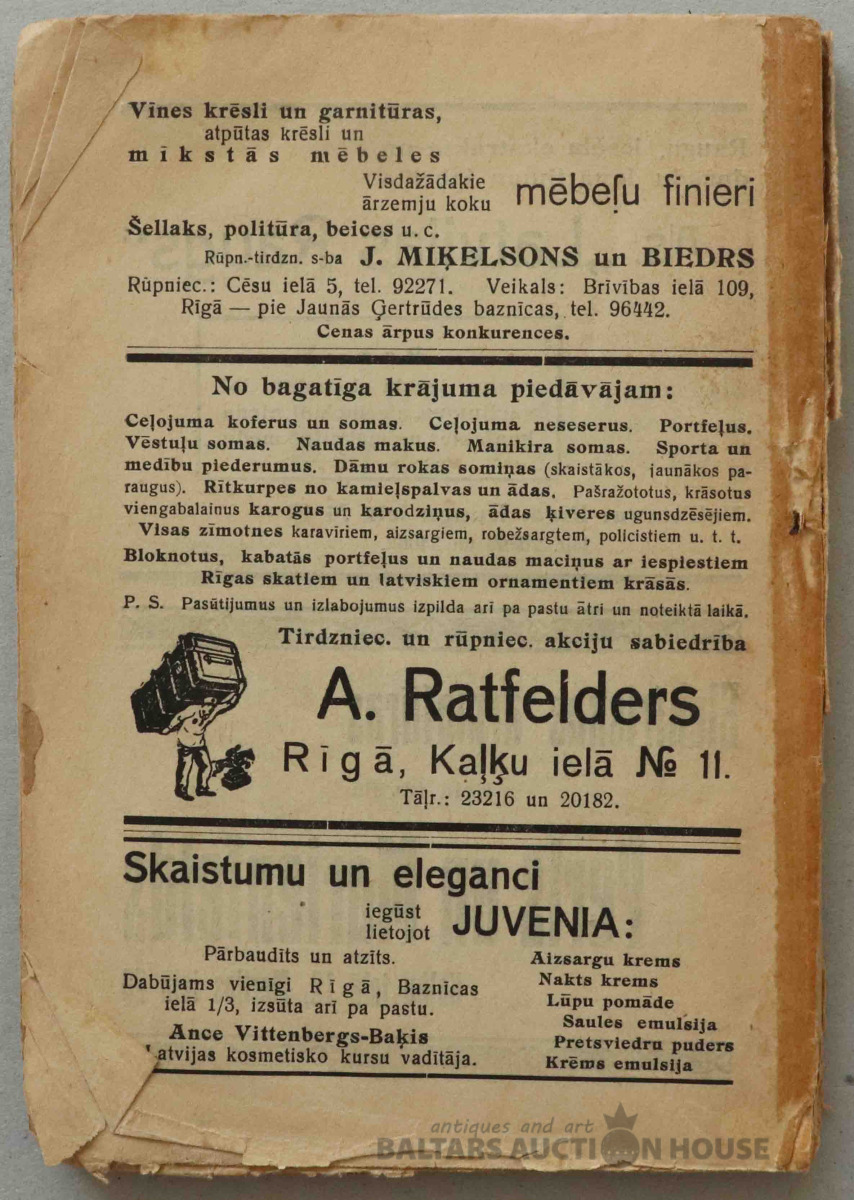 Vīnes krēsli un garnitūras,
atpūtas krēsli un
mīkstās mēbeles
Visdažādakie
ārzemju koku mēbeļu finieri
Šellaks, politūra, beices u. c.
Rūpn.-tirdzn. s-ba J. MIĶELSONS un BIEDRS
Rūpniec.: Cēsu ielā 5, tel. 92271. Veikals: Brīvības ielā 109,
Rīgā — pie Jaunās Ģertrūdes baznīcas, tel. 96442.
Cenas ārpus konkurences.
No bagatīga krājuma piedāvājam:
Ceļojuma koferus un somas. Ceļojuma neseserus. Portfeļus.
Vēstuļu somas. Naudas makus. Manikira somas. Sporta un
medību piederumus. Dāmu rokas somiņas (skaistākos, jaunākos pa-
raugus). Rītkurpes no kamieļspalvas un ādas. Pašražototus, krāsotus
viengabalainus karogus un karodziņus, ādas ķiveres ugunsdzēsējiem.
Visas zīmotnes karavīriem, aizsargiem, robežsargtem, policistiem u. t. t.
Bloknotus, kabatās portfeļus un naudas maciņus ar iespiestiem
Rīgas skatiem un latviskiem ornamentiem krāsās.
P. S. Pasūtījumus un izlabojumus izpilda arī pa pastu ātri un noteiktā laikā.
Tirdzniec. un rūpniec. akciju sabiedrība
A. Ratfelders
Rīgā, Kaļķu ielā № 11.
Tāļr.: 23216 un 20182.
Skaistumu un eleganci
iegūst
lietojot JUVENIA:
Pārbaudīts un atzīts.
Dabūjams vienīgi Rīgā, Baznīcas
ielā 1/3, izsūta arī pa pastu.
Ance Vittenbergs-Baķis
Latvijas kosmetisko kursu vadītāja.
Aizsargu krems
Nakts krems
Lūpu pomāde
Saules emulsija
Pretsviedru puders
Krēms emulsija
antiques and art
BALTARS AUCTION HOUSE